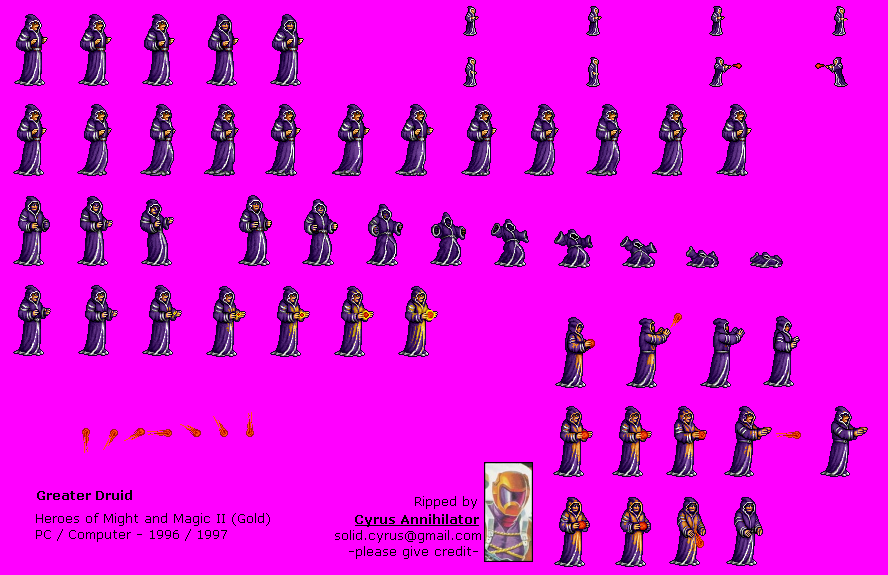 Greater Druid
Heroes of Might and Magic II (Gold)
PC / Computer - 1996 / 1997
Ripped by
Cyrus Annihilator
solid.cyrus@gmail.com
-please give credit-